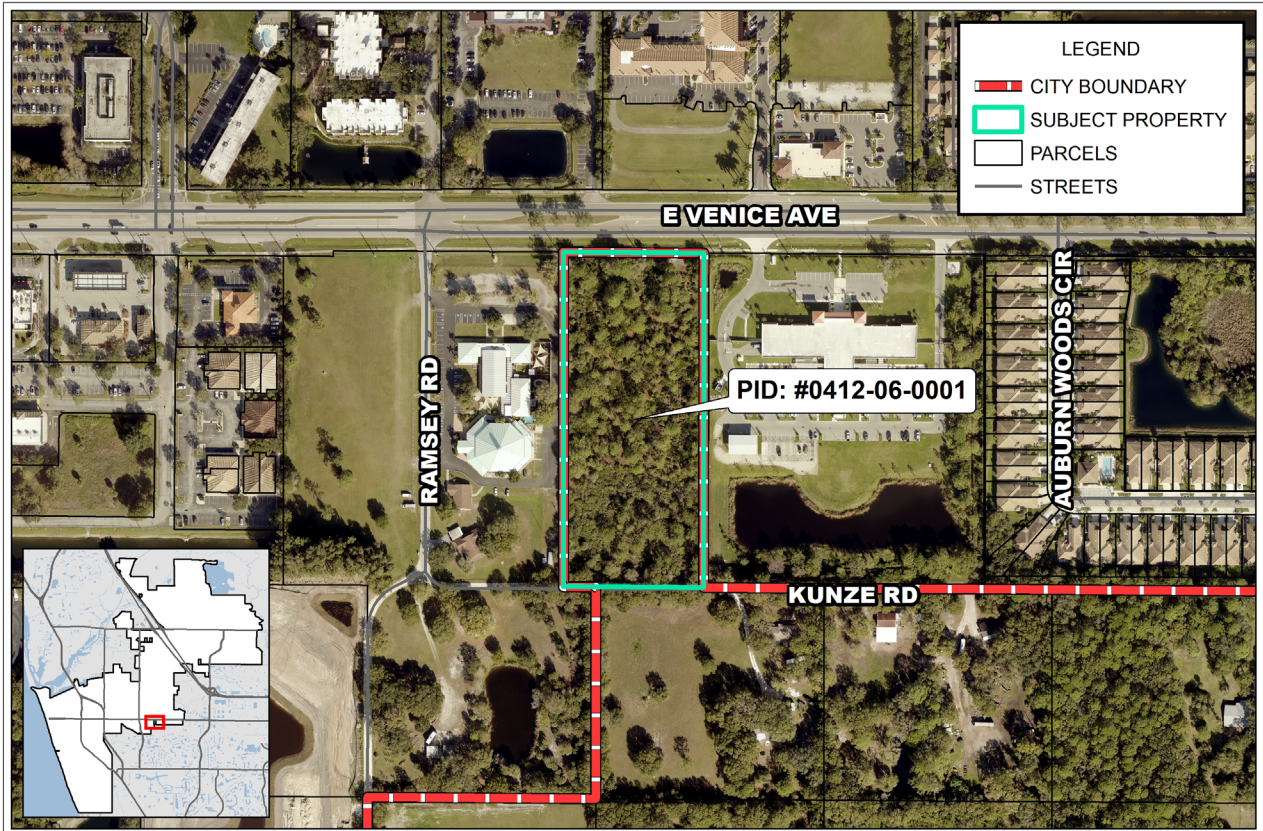 LEGEND
CITY BOUNDARY
SUBJECT PROPERTY
PARCELS
STREETS
E VENICE AVE
AUBURN WOODS CIR
RAMSEY RD
PID: #0412-06-0001
KUNZE RD